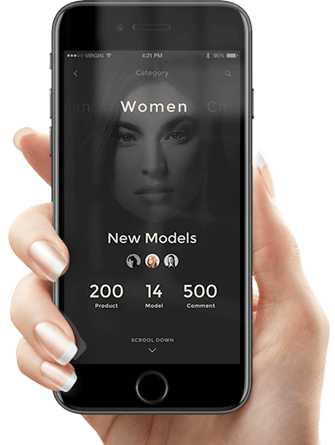 VIRGIN 4:21 PM 95%
Category
Women
New Models
200 14 500
Product Model Comment
SCROOL DOWN